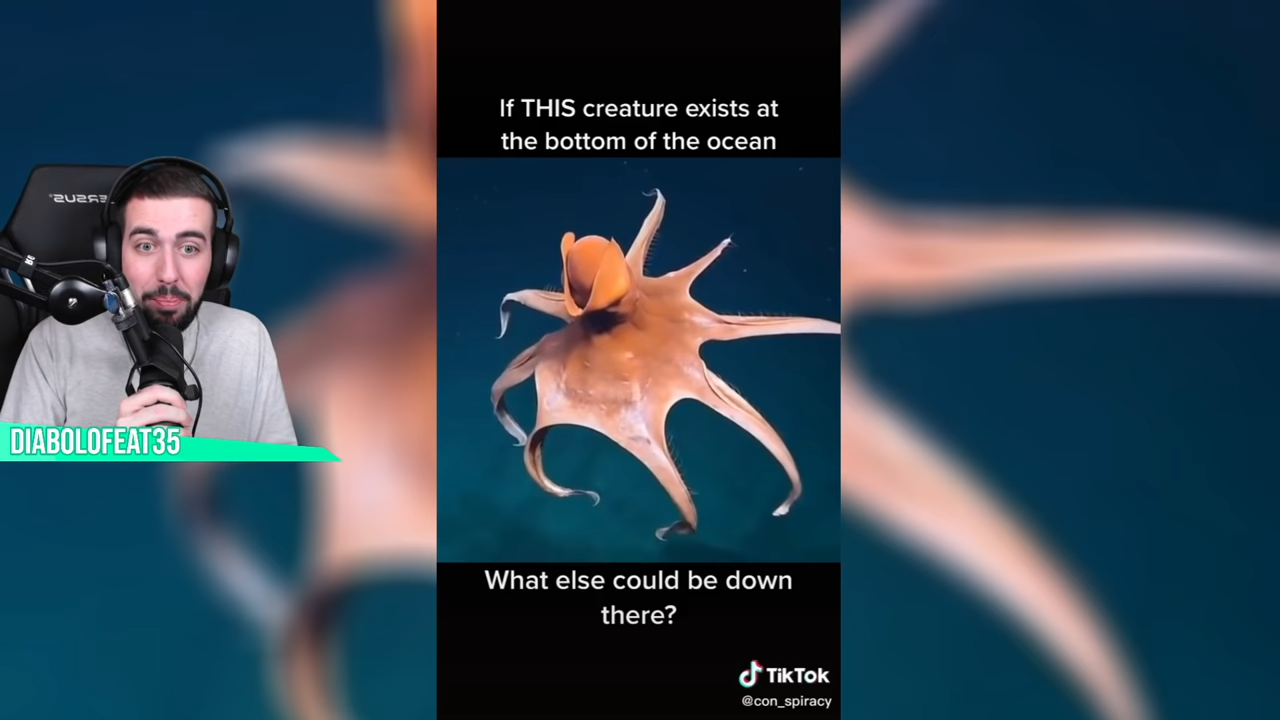 If THIS creature exists at
the bottom of the ocean
ƎЯSUS
DIABOLOFEAT35
What else could be down
there?
TikTok
@con_spiracy